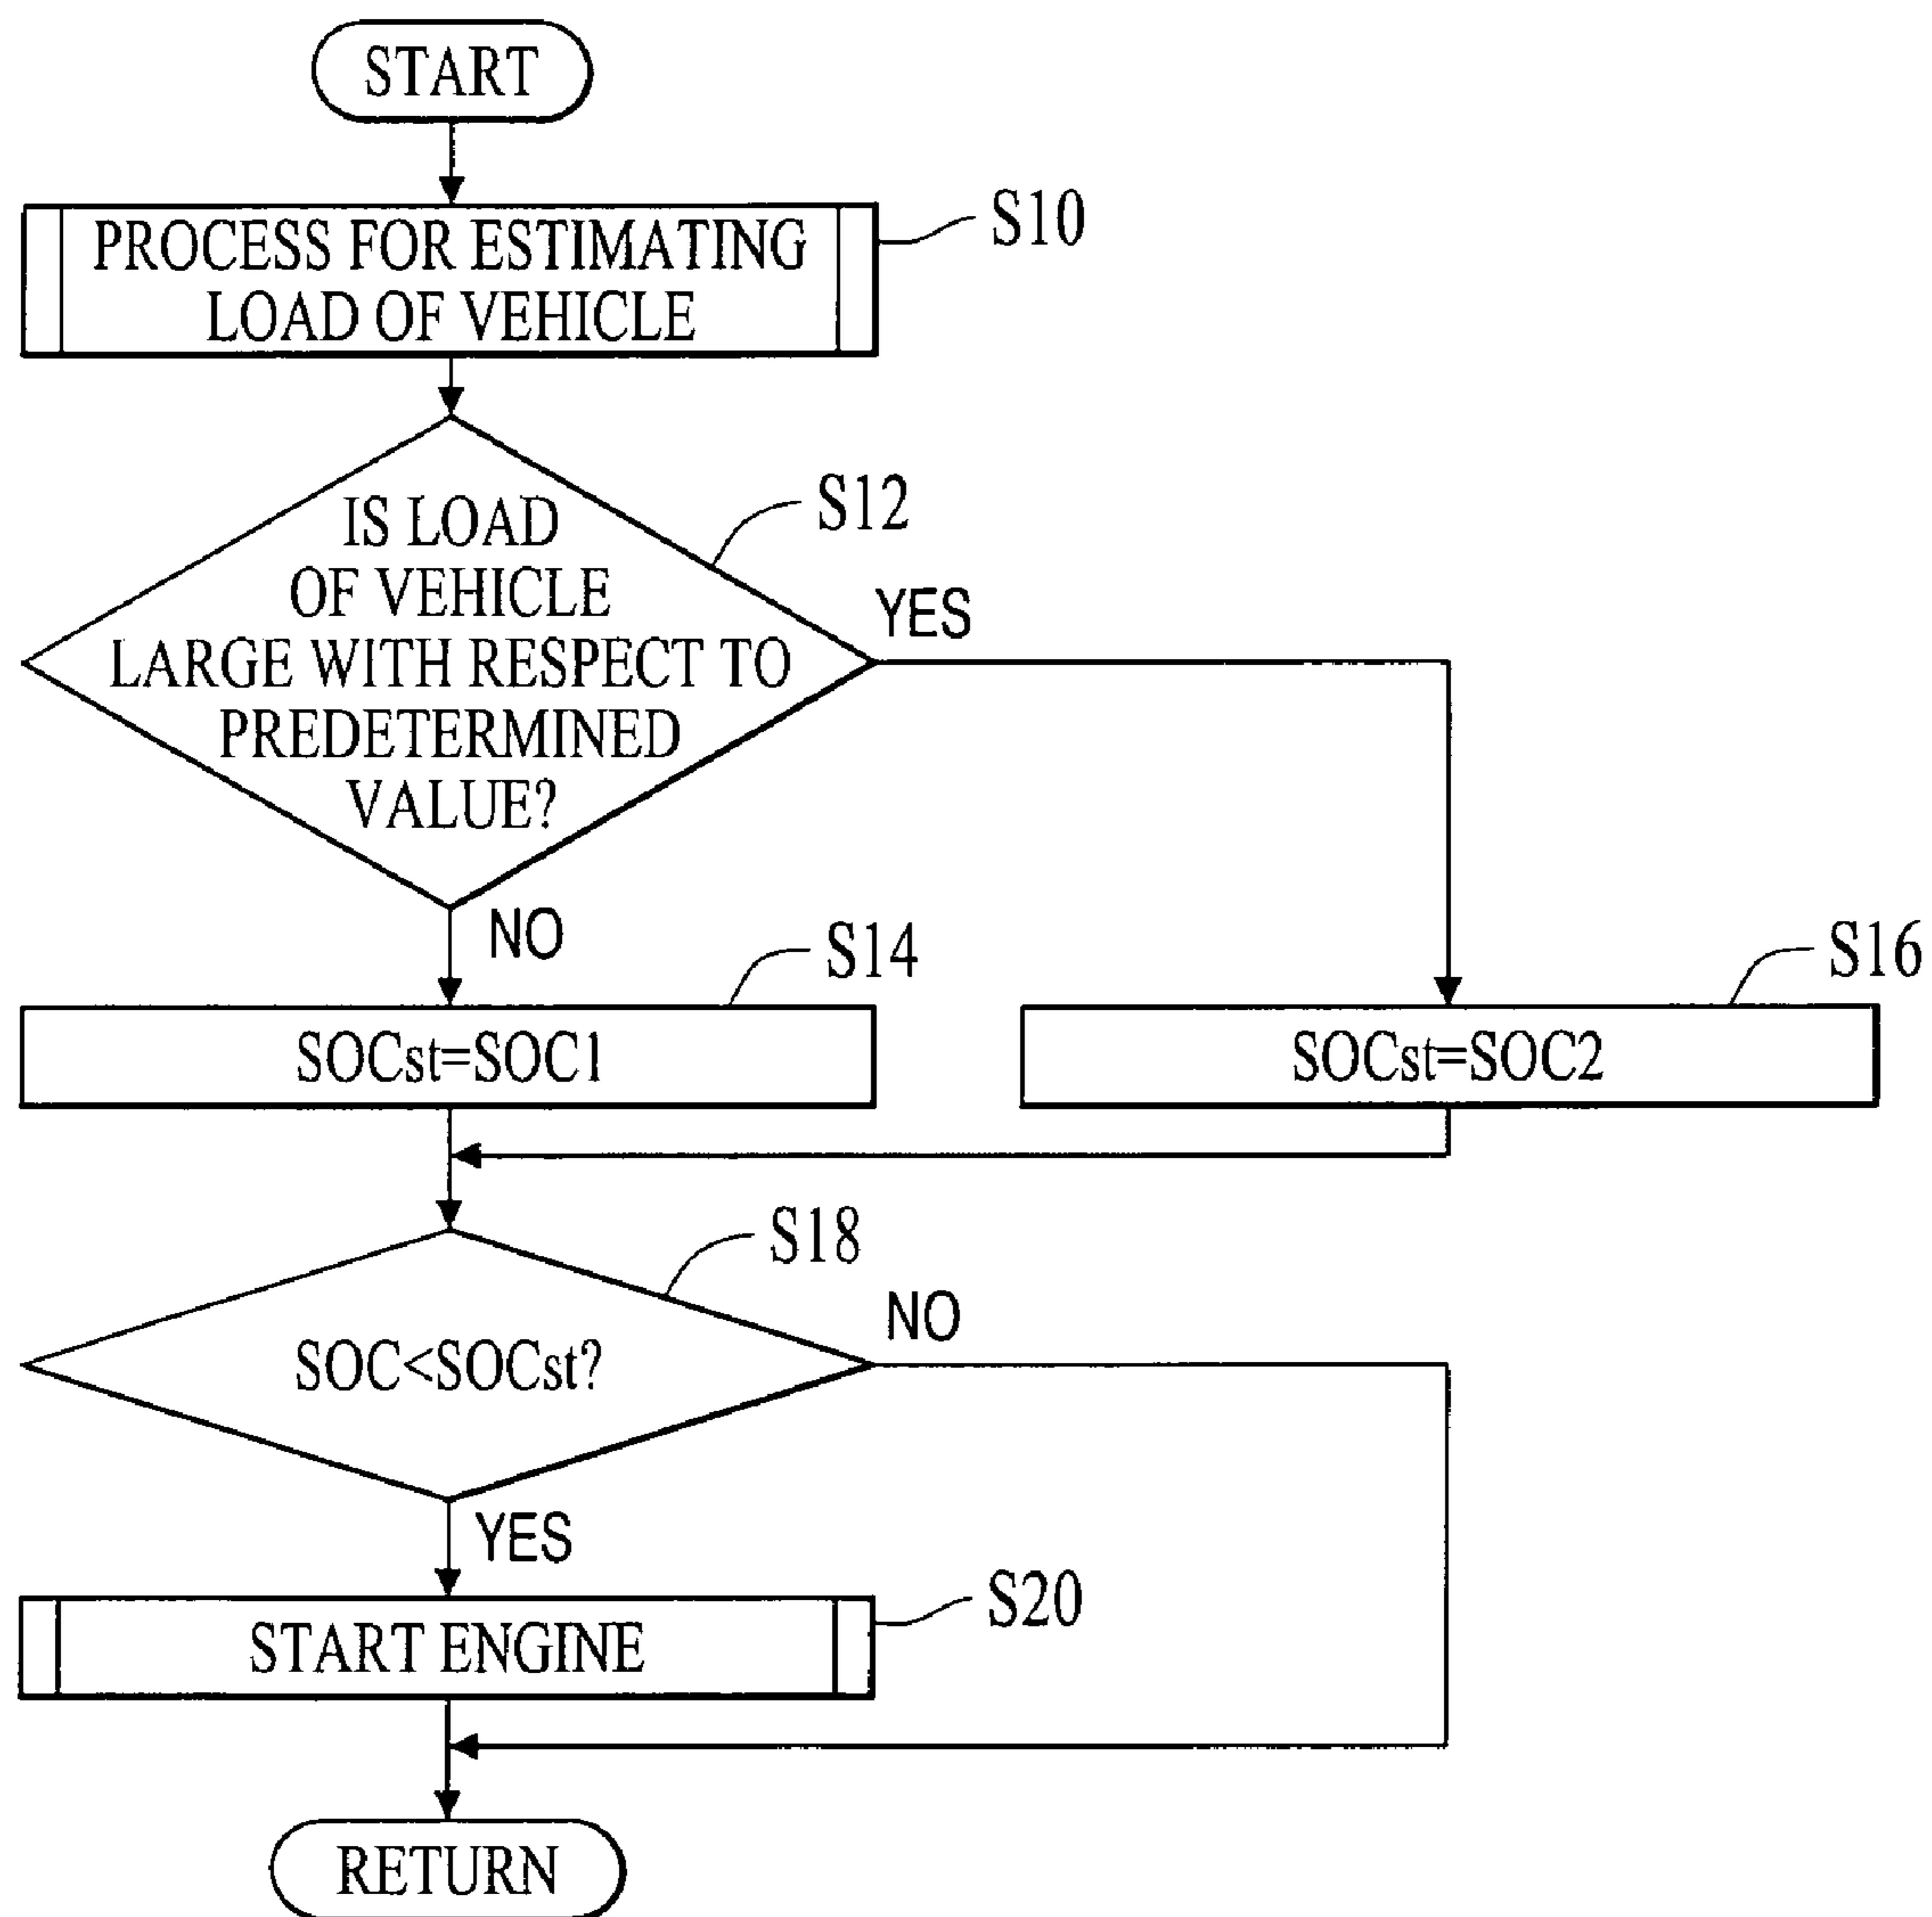 START
PROCESS FOR ESTIMATING
LOAD OF VEHICLE
S10
IS LOAD
OF VEHICLE
LARGE WITH RESPECT TO
PREDETERMINED
VALUE?
S12
YES
NO
S14
SOCst=SOC1
S16
SOCst=SOC2
S18
SOC<SOCst?
NO
YES
S20
START ENGINE
RETURN